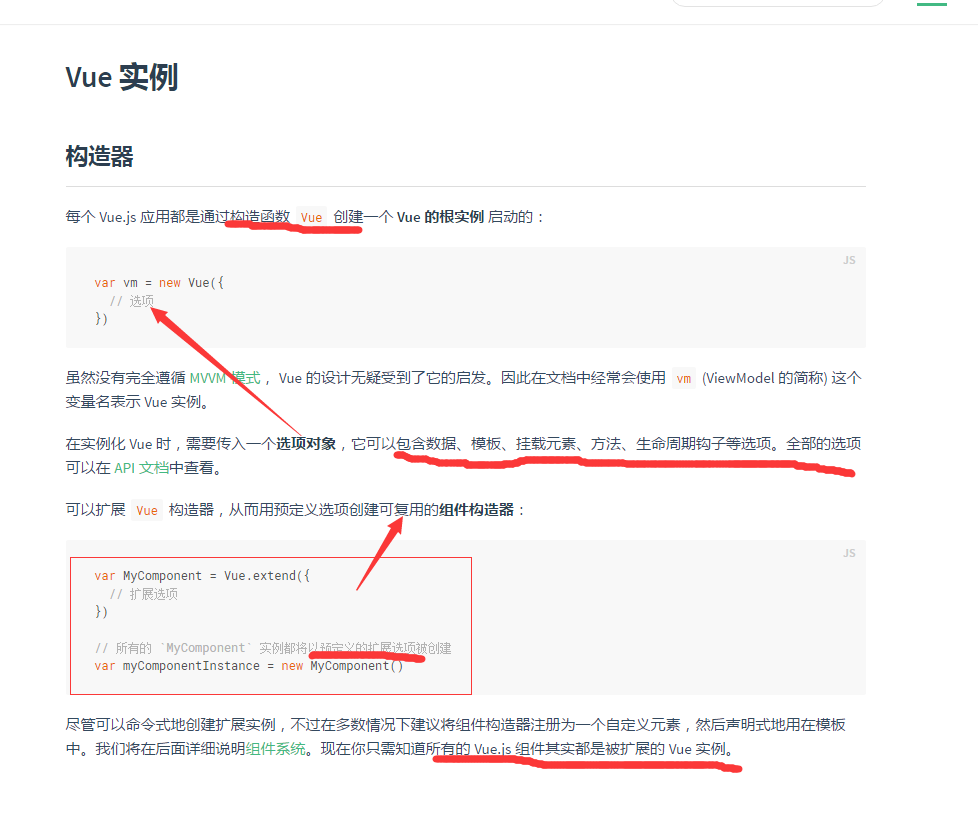 Vue 实例
构造器
每个 Vue.js 应用都是通过构造函数 Vue 创建一个 Vue 的根实例 启动的：
JS
var vm = new Vue({
// 选项
})
虽然没有完全遵循 MVVM 模式， Vue 的设计无疑受到了它的启发。因此在文档中经常会使用 vm (ViewModel 的简称) 这个
变量名表示 Vue 实例。
在实例化 Vue 时，需要传入一个选项对象，它可以包含数据、模板、挂载元素、方法、生命周期钩子等选项。全部的选项
可以在 API 文档中查看。
可以扩展 Vue 构造器，从而用预定义选项创建可复用的组件构造器：
JS
var MyComponent = Vue.extend({
// 扩展选项
})
// 所有的 `MyComponent` 实例都将以预定义的扩展选项被创建
var myComponentInstance = new MyComponent()
尽管可以命令式地创建扩展实例，不过在多数情况下建议将组件构造器注册为一个自定义元素，然后声明式地用在模板
中。我们将在后面详细说明组件系统。现在你只需知道所有的 Vue.js 组件其实都是被扩展的 Vue 实例。